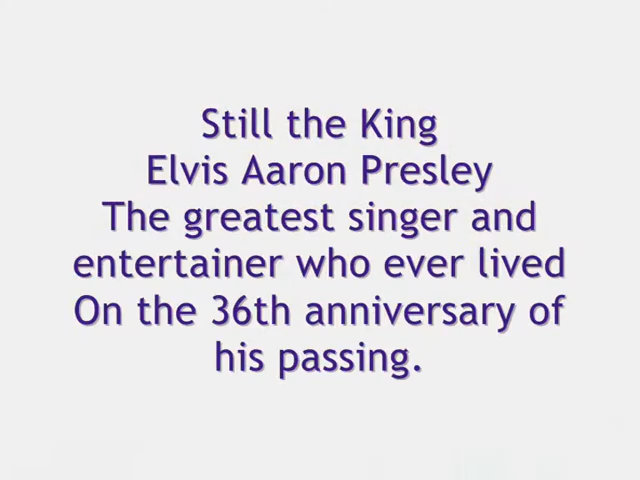 Still the King
Elvis Aaron Presley
The greatest singer and
entertainer who ever lived
On the 36th anniversary of
his passing.